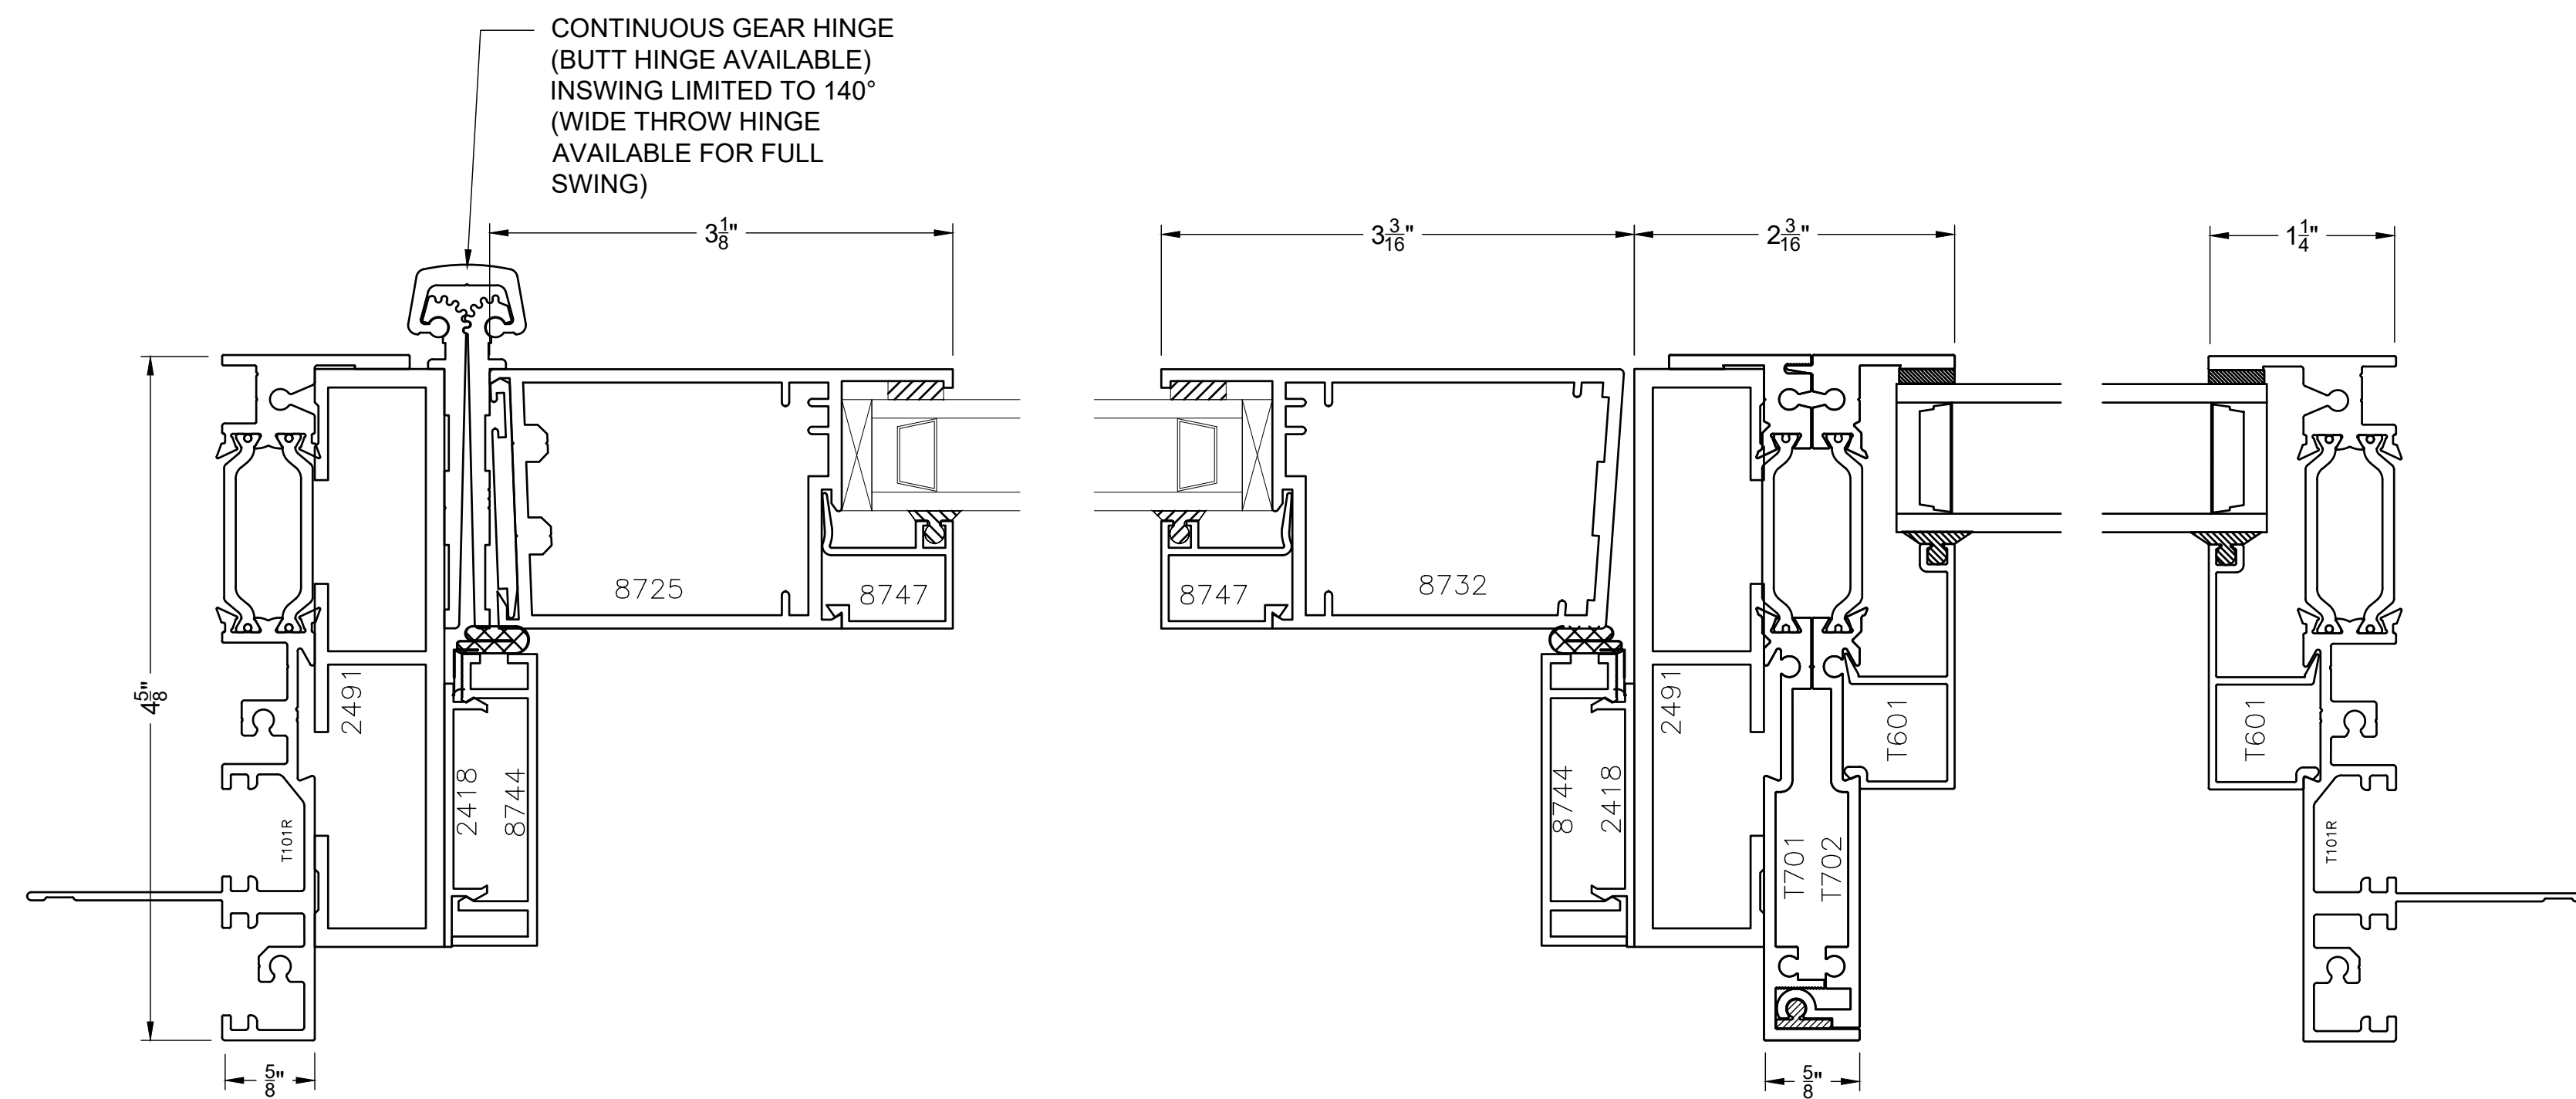 CONTINUOUS GEAR HINGE
(BUTT HINGE AVAILABLE)
INSWING LIMITED TO 140°
(WIDE THROW HINGE
AVAILABLE FOR FULL
SWING)
3 1/8"
3 3/16"
2 3/16"
1 1/4"
8725
8747
8747
8732
4 5/8"
2491
2491
T601
T601
2418
8744
8744
2418
T101R
T701
T702
T101R
5/8"
5/8"